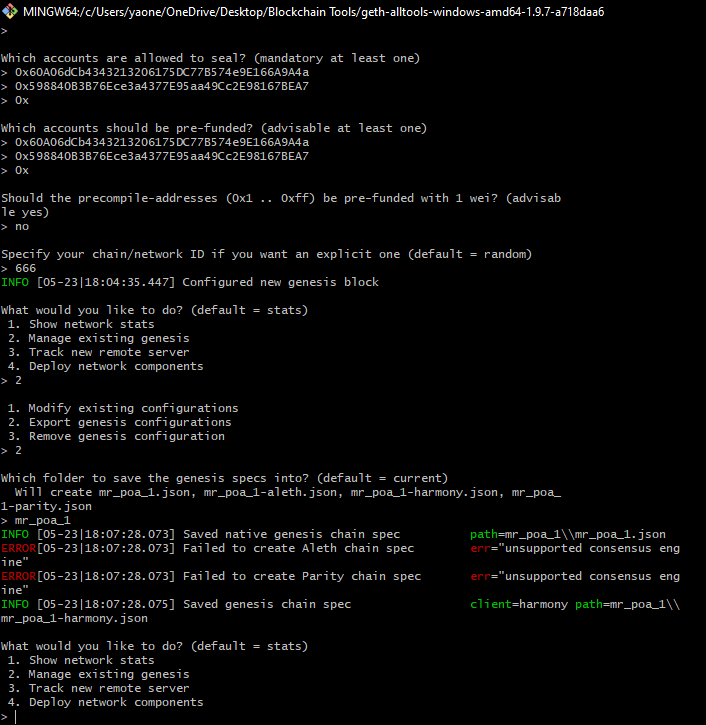 MINGW64:/c/Users/yaone/OneDrive/Desktop/Blockchain Tools/geth-alltools-windows-amd64-1.9.7-a718daa6
>
Which accounts are allowed to seal? (mandatory at least one)
> 0x60A06dCb4343213206175DC77B574e9E166A9A4a
> 0x598840B3B76Ece3a4377E95aa49Cc2E98167BEA7
> 0x
Which accounts should be pre-funded? (advisable at least one)
> 0x60A06dCb4343213206175DC77B574e9E166A9A4a
> 0x598840B3B76Ece3a4377E95aa49Cc2E98167BEA7
> 0x
Should the precompile-addresses (0x1 .. 0xff) be pre-funded with 1 wei? (advisab
le yes)
> no
Specify your chain/network ID if you want an explicit one (default = random)
> 666
INFO [05-23|18:04:35.447] Configured new genesis block
What would you like to do? (default = stats)
1. Show network stats
2. Manage existing genesis
3. Track new remote server
4. Deploy network components
> 2
1. Modify existing configurations
2. Export genesis configurations
3. Remove genesis configuration
> 2
Which folder to save the genesis specs into? (default = current)
Will create mr_poa_1.json, mr_poa_1-aleth.json, mr_poa_1-harmony.json, mr_poa_
1-parity.json
> mr_poa_1
INFO [05-23|18:07:28.073] Saved native genesis chain spec path=mr_poa_1\\mr_poa_1.json
ERROR[05-23|18:07:28.073] Failed to create Aleth chain spec err="unsupported consensus eng
ine"
ERROR[05-23|18:07:28.073] Failed to create Parity chain spec err="unsupported consensus eng
ine"
INFO [05-23|18:07:28.075] Saved genesis chain spec client=harmony path=mr_poa_1\\
mr_poa_1-harmony.json
What would you like to do? (default = stats)
1. Show network stats
2. Manage existing genesis
3. Track new remote server
4. Deploy network components
>